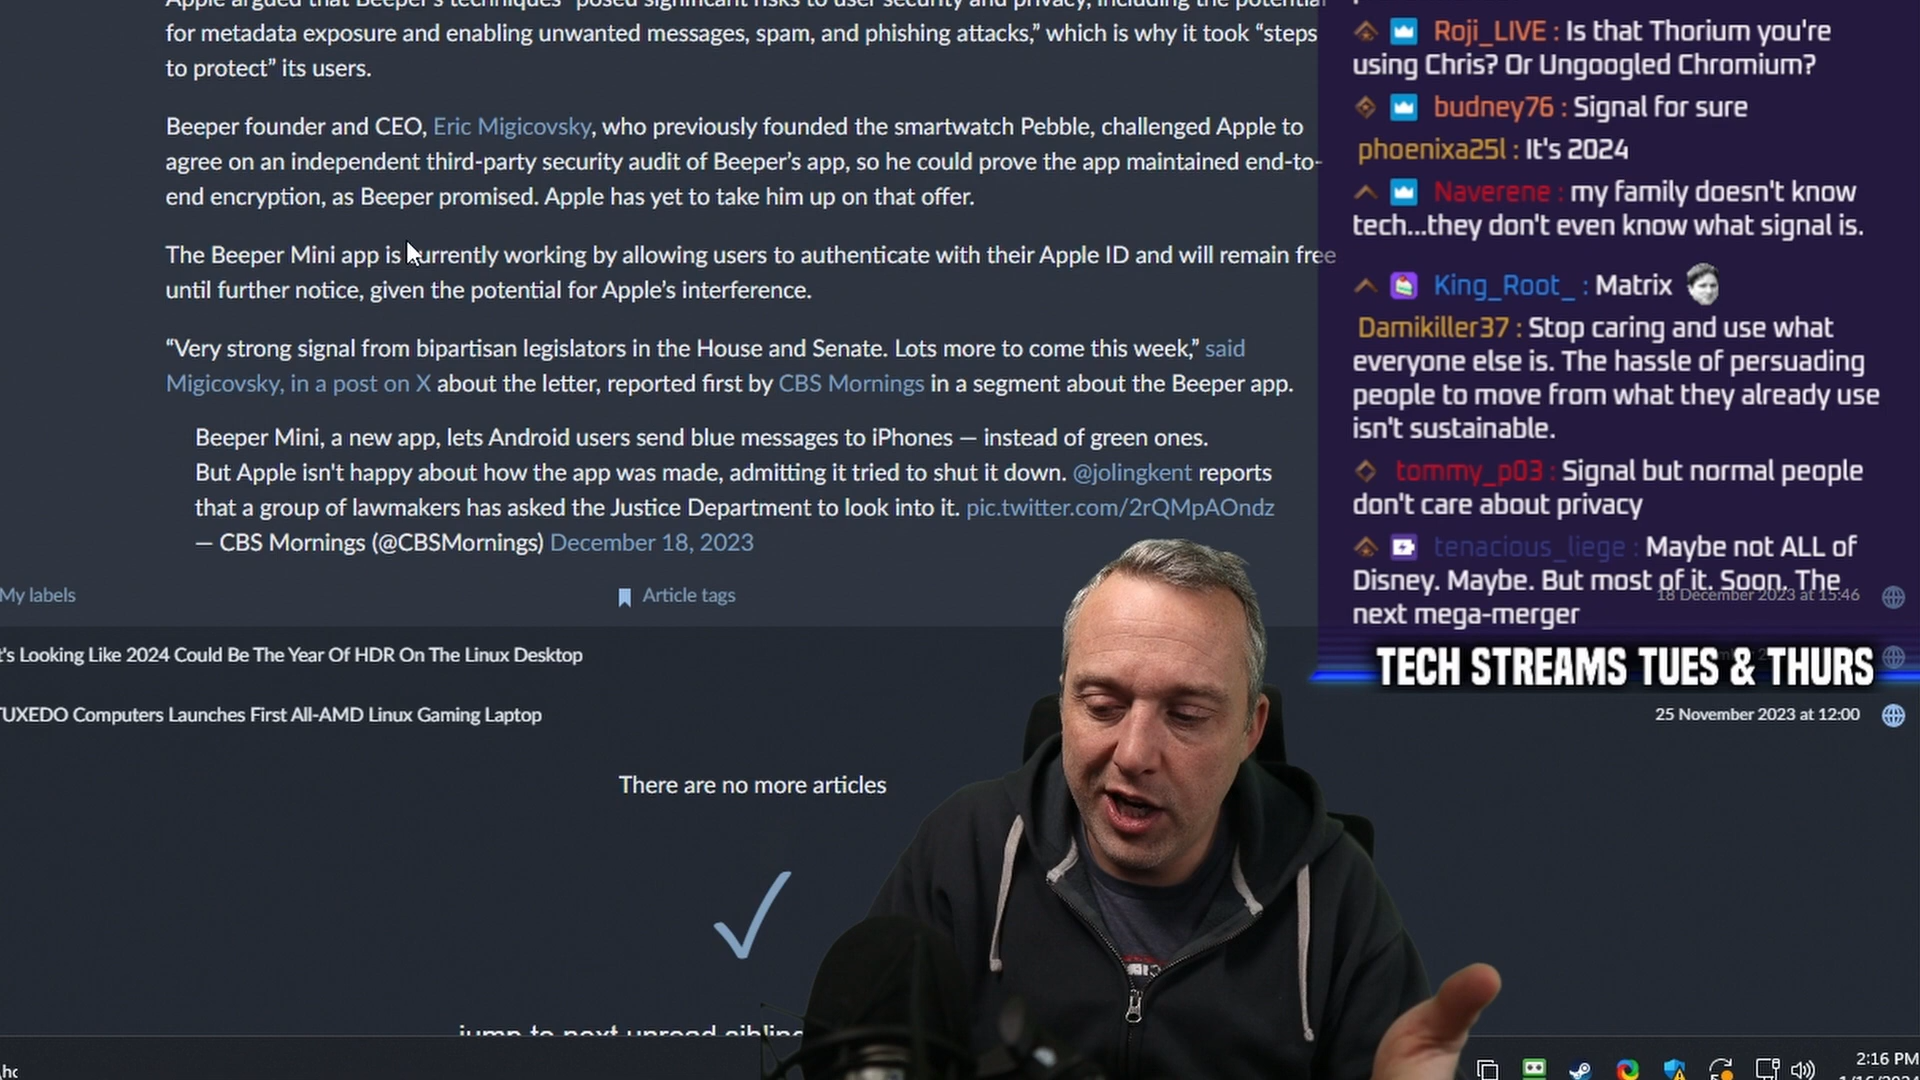 for metadata exposure and enabling unwanted messages, spam, and phishing attacks,” which is why it took “steps
to protect” its users.
Beeper founder and CEO, Eric Migicovsky, who previously founded the smartwatch Pebble, challenged Apple to
agree on an independent third-party security audit of Beeper’s app, so he could prove the app maintained end-to-
end encryption, as Beeper promised. Apple has yet to take him up on that offer.
The Beeper Mini app is currently working by allowing users to authenticate with their Apple ID and will remain free
until further notice, given the potential for Apple’s interference.
“Very strong signal from bipartisan legislators in the House and Senate. Lots more to come this week,” said
Migicovsky, in a post on X about the letter, reported first by CBS Mornings in a segment about the Beeper app.
Beeper Mini, a new app, lets Android users send blue messages to iPhones — instead of green ones.
But Apple isn't happy about how the app was made, admitting it tried to shut it down. @jolingkent reports
that a group of lawmakers has asked the Justice Department to look into it. pic.twitter.com/2rQMpAOndz
— CBS Mornings (@CBSMornings) December 18, 2023
My labels
Article tags
18 December 2023 at 15:46
t's Looking Like 2024 Could Be The Year Of HDR On The Linux Desktop
TUXEDO Computers Launches First All-AMD Linux Gaming Laptop
25 November 2023 at 12:00
There are no more articles
jump to next unread sibling
Roji_LIVE : Is that Thorium you're
using Chris? Or Ungoogled Chromium?
budney76 : Signal for sure
phoenixa25l : It's 2024
Naverene : my family doesn't know
tech...they don't even know what signal is.
King_Root_ : Matrix
Damikiller37 : Stop caring and use what
everyone else is. The hassle of persuading
people to move from what they already use
isn't sustainable.
tommy_p03 : Signal but normal people
don't care about privacy
tenacious_liege : Maybe not ALL of
Disney. Maybe. But most of it. Soon. The
next mega-merger
TECH STREAMS TUES & THURS
2:16 PM